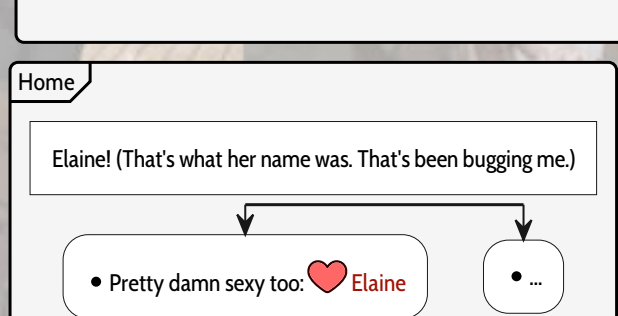 Home
Elaine! (That's what her name was. That's been bugging me.)
• Pretty damn sexy too: Elaine
• ...